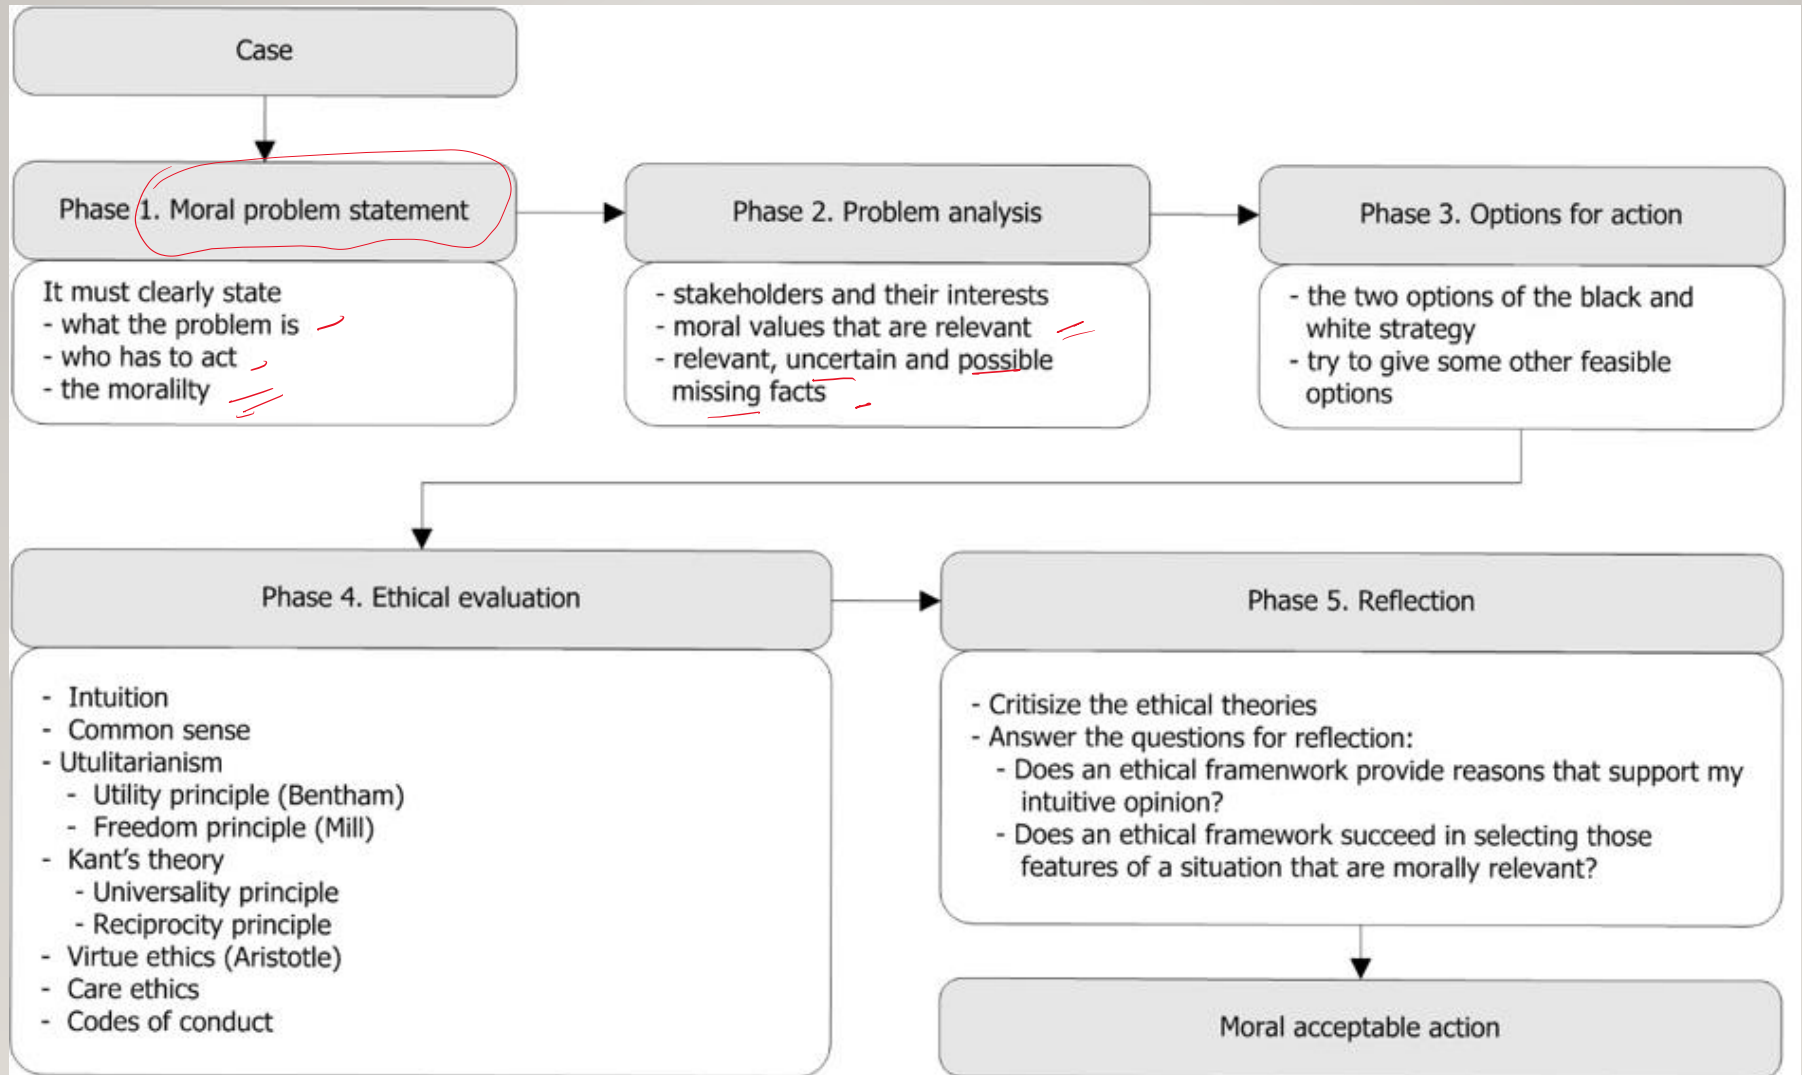 Case
Phase 1. Moral problem statement
It must clearly state
- what the problem is
- who has to act
- the moralilty
Phase 2. Problem analysis
- stakeholders and their interests
- moral values that are relevant
- relevant, uncertain and possible
missing facts
Phase 3. Options for action
- the two options of the black and
white strategy
- try to give some other feasible
options
Phase 4. Ethical evaluation
- Intuition
- Common sense
- Utulitarianism
- Utility principle (Bentham)
- Freedom principle (Mill)
- Kant's theory
- Universality principle
- Reciprocity principle
- Virtue ethics (Aristotle)
- Care ethics
- Codes of conduct
Phase 5. Reflection
- Critisize the ethical theories
- Answer the questions for reflection:
- Does an ethical framenwork provide reasons that support my
intuitive opinion?
- Does an ethical framework succeed in selecting those
features of a situation that are morally relevant?
Moral acceptable action